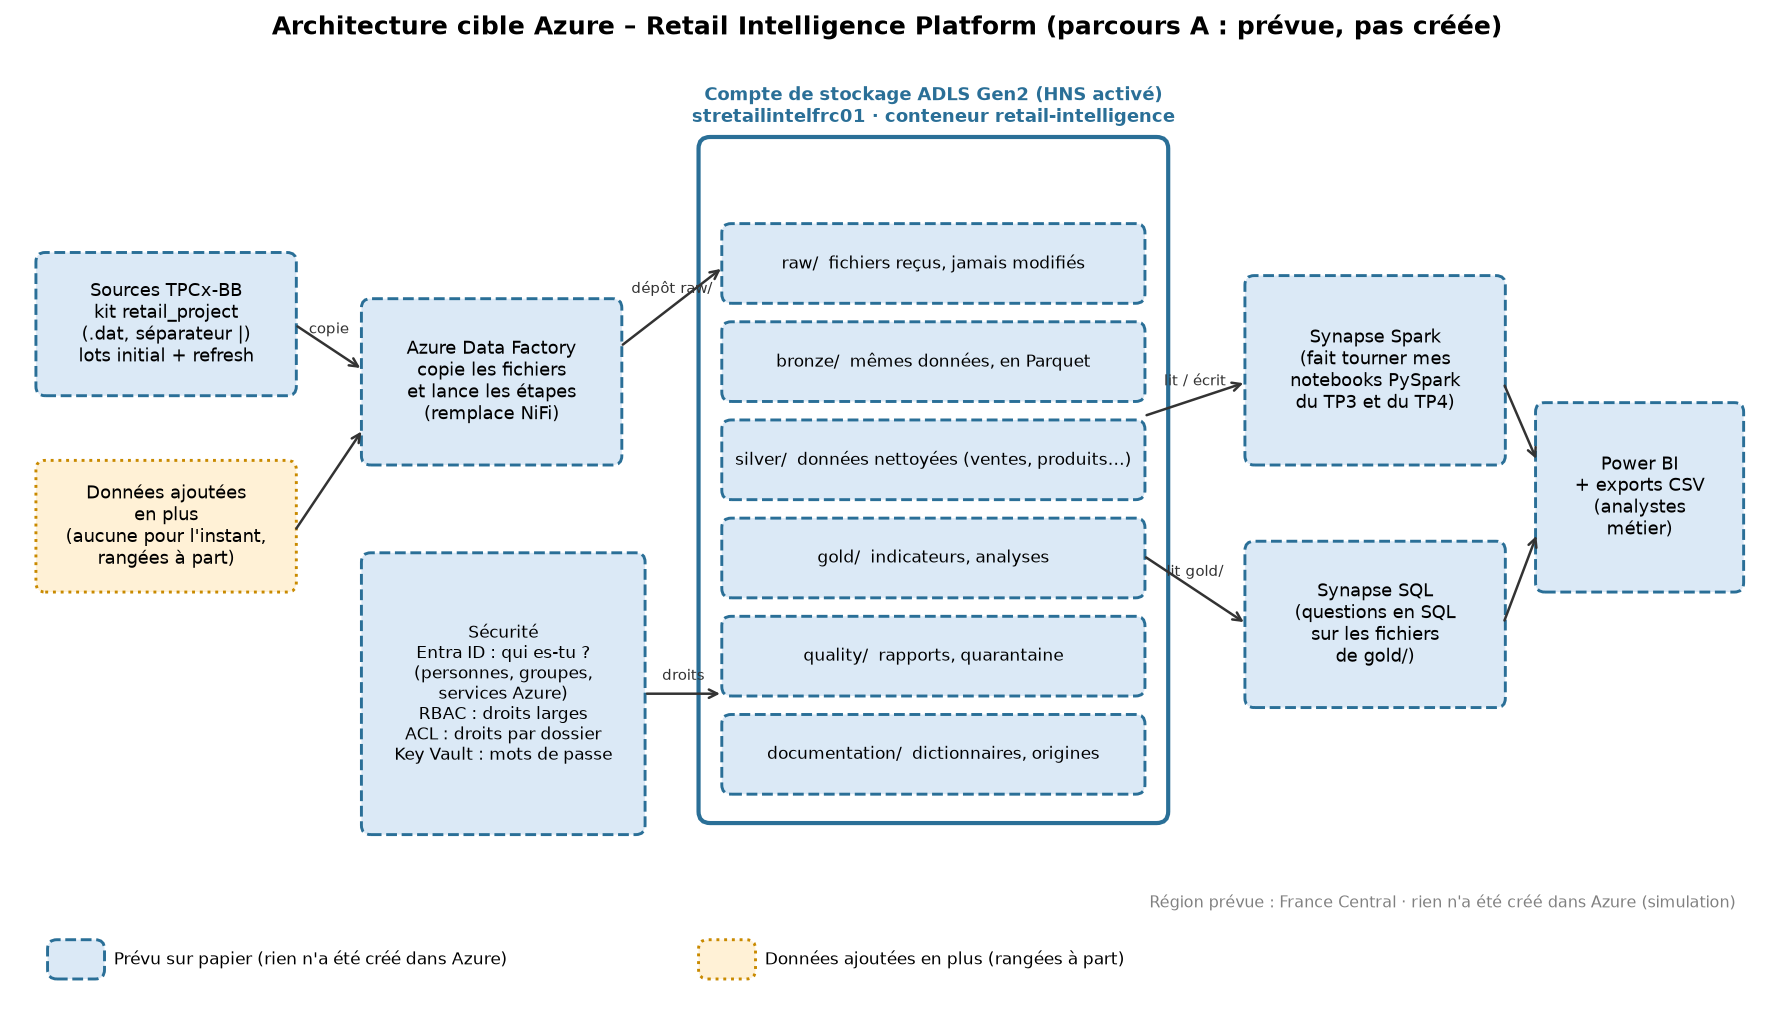 Architecture cible Azure – Retail Intelligence Platform (parcours A : prévue, pas créée)
Compte de stockage ADLS Gen2 (HNS activé)
stretailintelfrc01 · conteneur retail-intelligence
Sources TPCx-BB
kit retail_project
(.dat, séparateur |)
lots initial + refresh
copie
Données ajoutées
en plus
(aucune pour l'instant,
rangées à part)
Azure Data Factory
copie les fichiers
et lance les étapes
(remplace NiFi)
dépôt raw/
Sécurité
Entra ID : qui es-tu ?
(personnes, groupes,
services Azure)
RBAC : droits larges
ACL : droits par dossier
Key Vault : mots de passe
droits
raw/  fichiers reçus, jamais modifiés
bronze/  mêmes données, en Parquet
silver/  données nettoyées (ventes, produits…)
gold/  indicateurs, analyses
quality/  rapports, quarantaine
documentation/  dictionnaires, origines
lit / écrit
lit gold/
Synapse Spark
(fait tourner mes
notebooks PySpark
du TP3 et du TP4)
Synapse SQL
(questions en SQL
sur les fichiers
de gold/)
Power BI
+ exports CSV
(analystes
métier)
Région prévue : France Central · rien n'a été créé dans Azure (simulation)
Prévu sur papier (rien n'a été créé dans Azure)
Données ajoutées en plus (rangées à part)